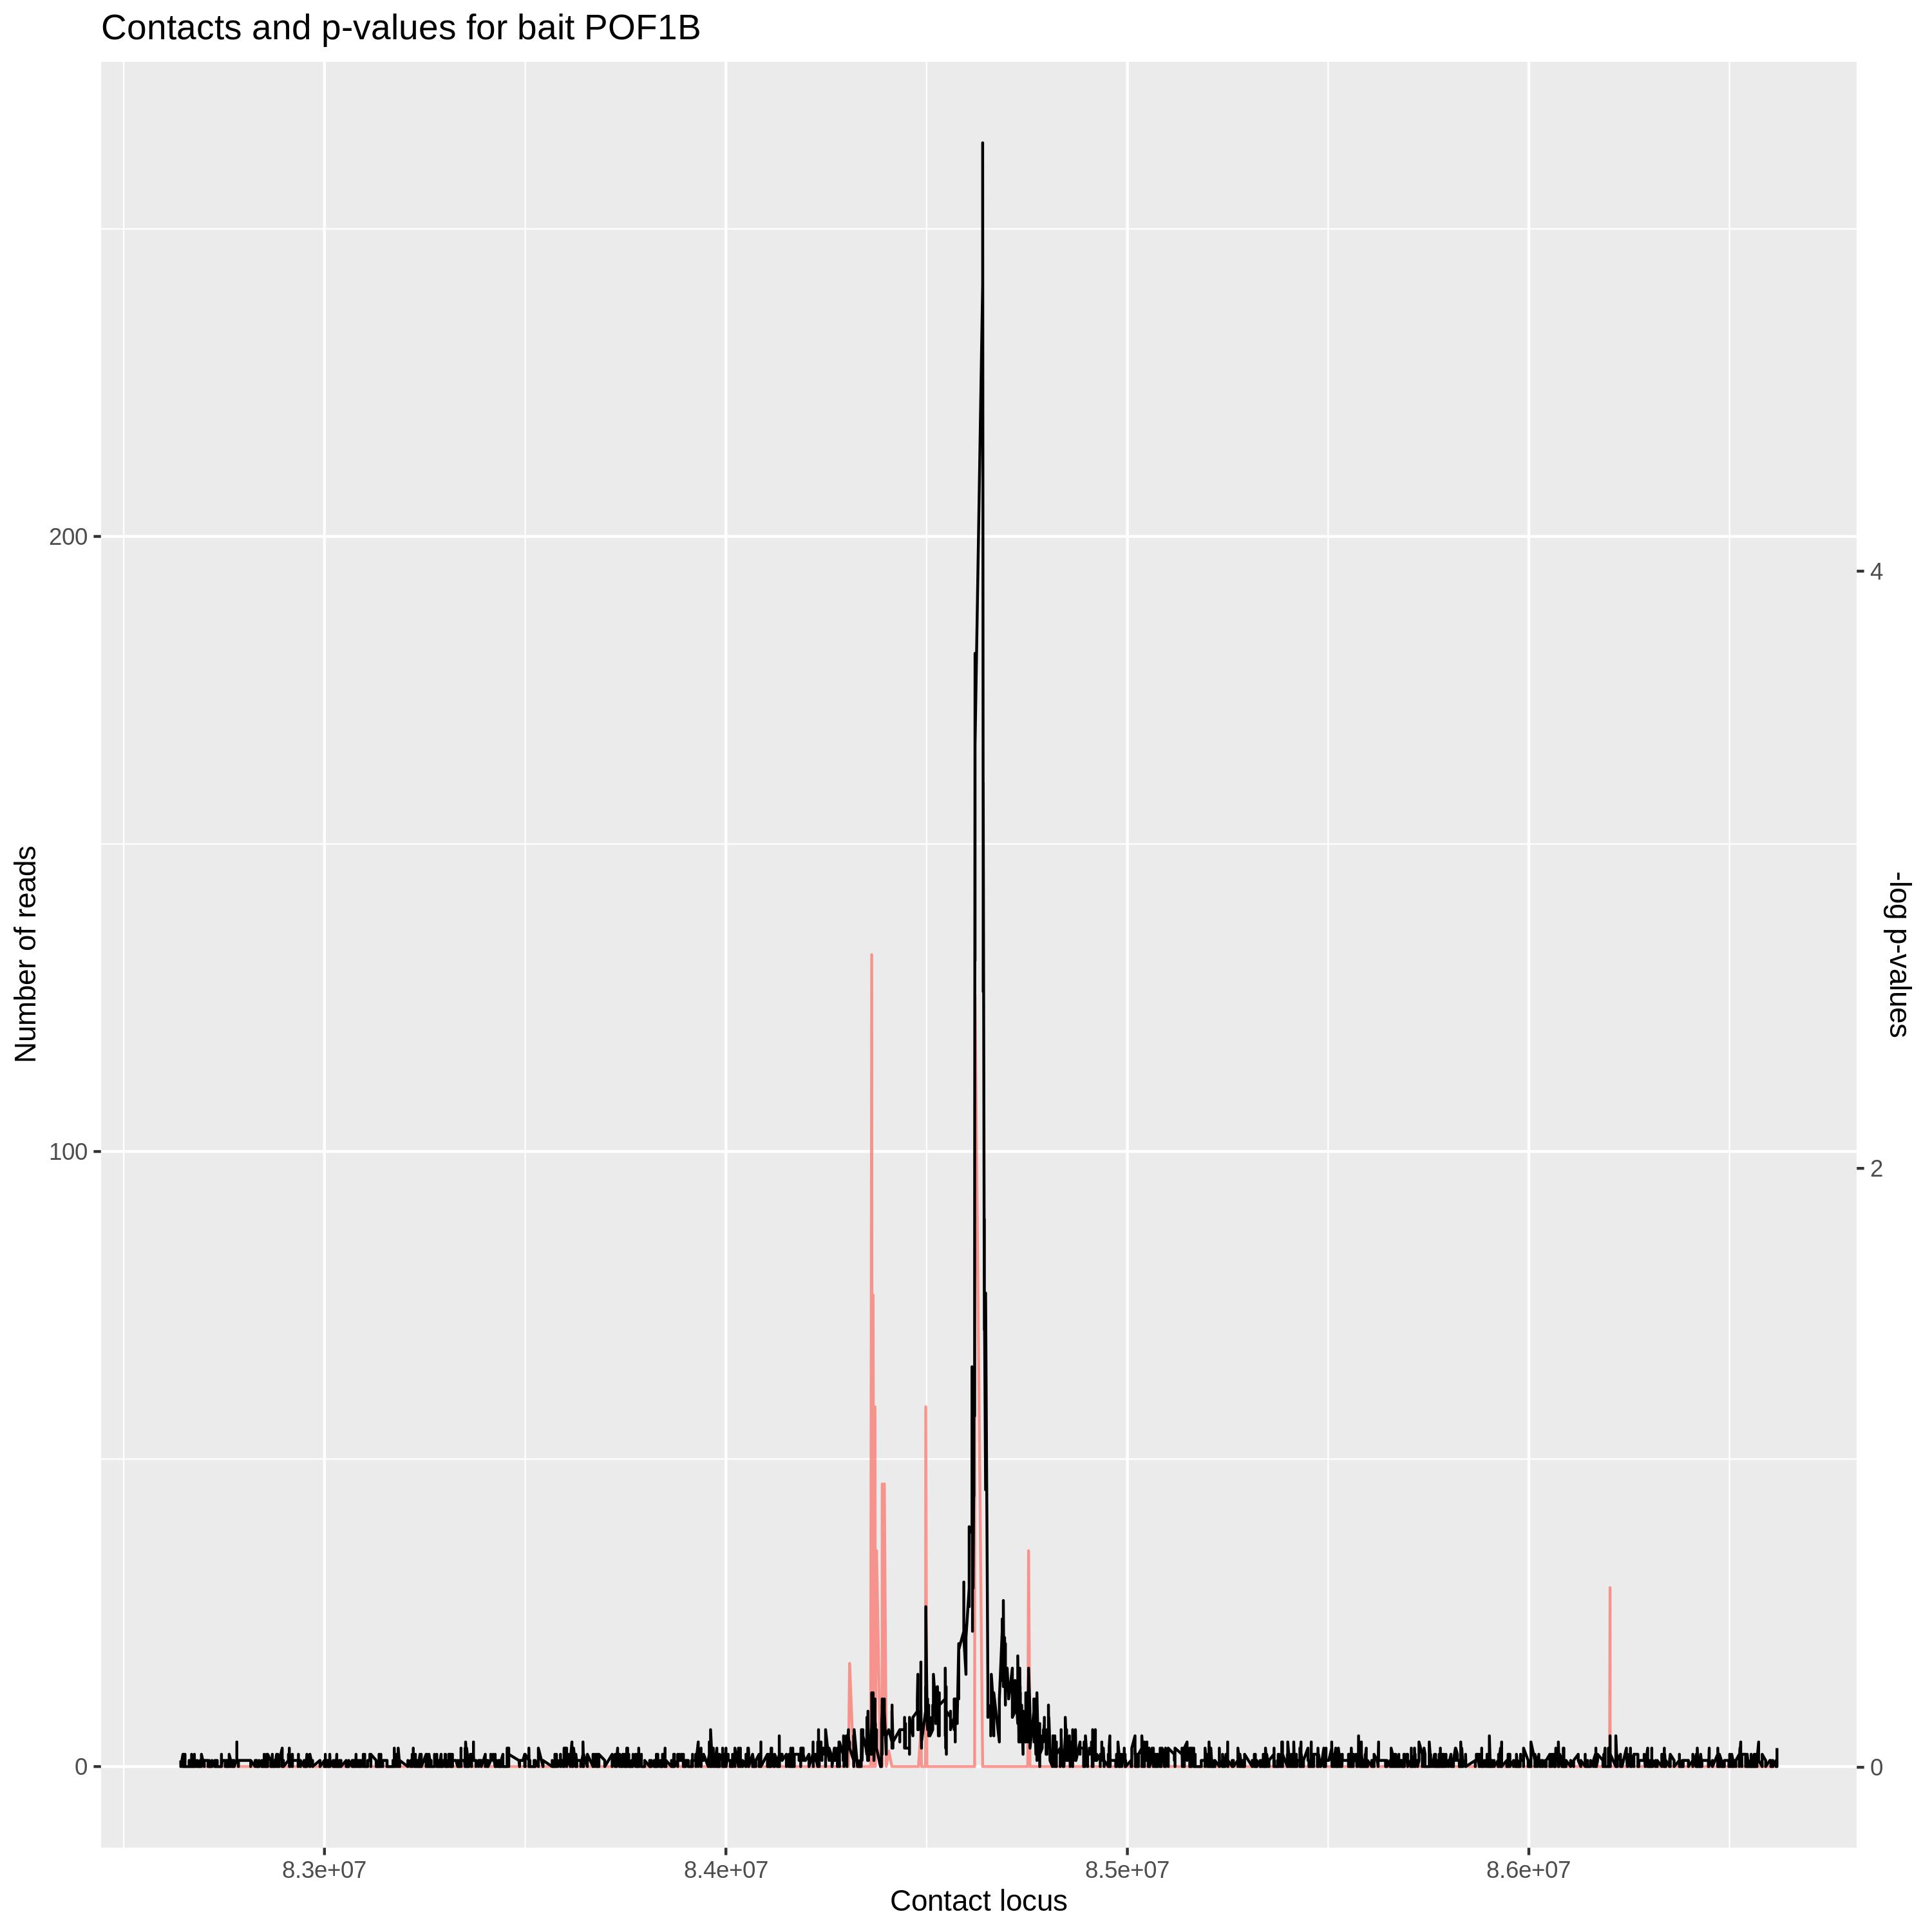 Contacts and p-values for bait POF1B
Number of reads
200
100
0
4
2
0
-log p-values
8.3e+07
8.4e+07
8.5e+07
8.6e+07
Contact locus